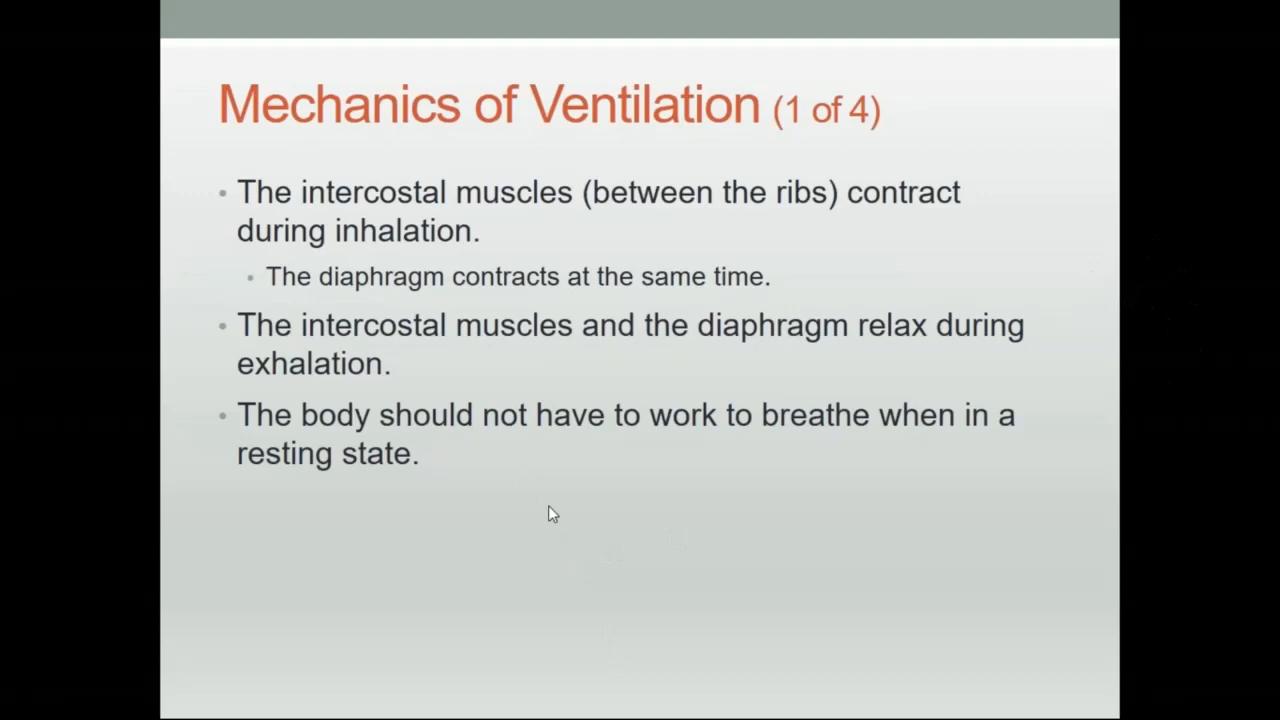 Mechanics of Ventilation (1 of 4)
• The intercostal muscles (between the ribs) contract
during inhalation.
• The diaphragm contracts at the same time.
• The intercostal muscles and the diaphragm relax during
exhalation.
• The body should not have to work to breathe when in a
resting state.